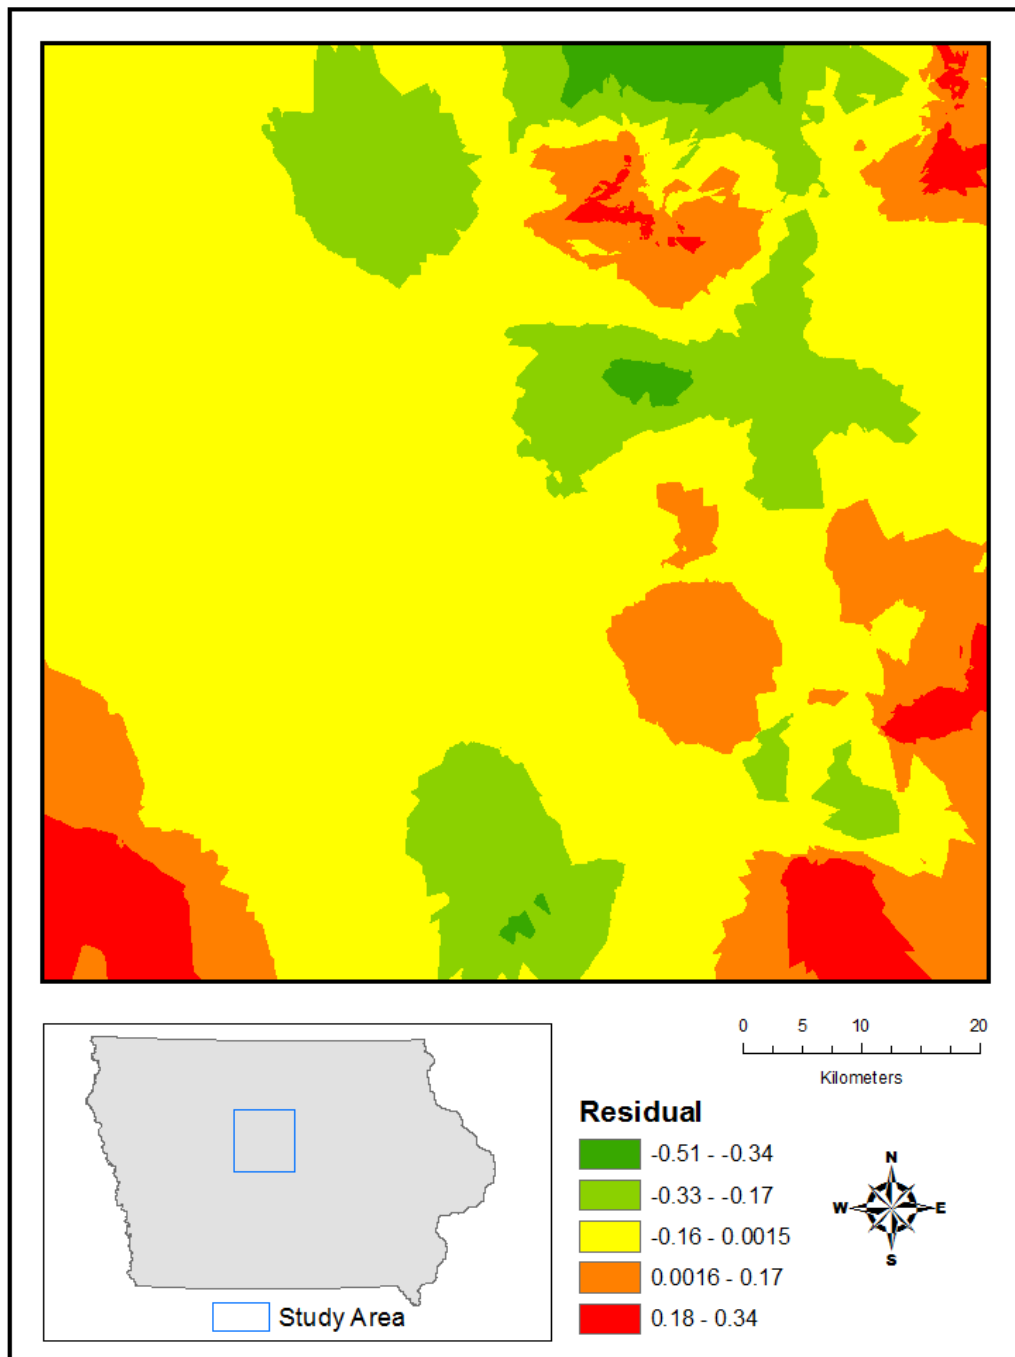 0 5 10 20
Kilometers
Residual
-0.51 - -0.34
-0.33 - -0.17
-0.16 - 0.0015
0.0016 - 0.17
0.18 - 0.34
N
W E
S
Study Area